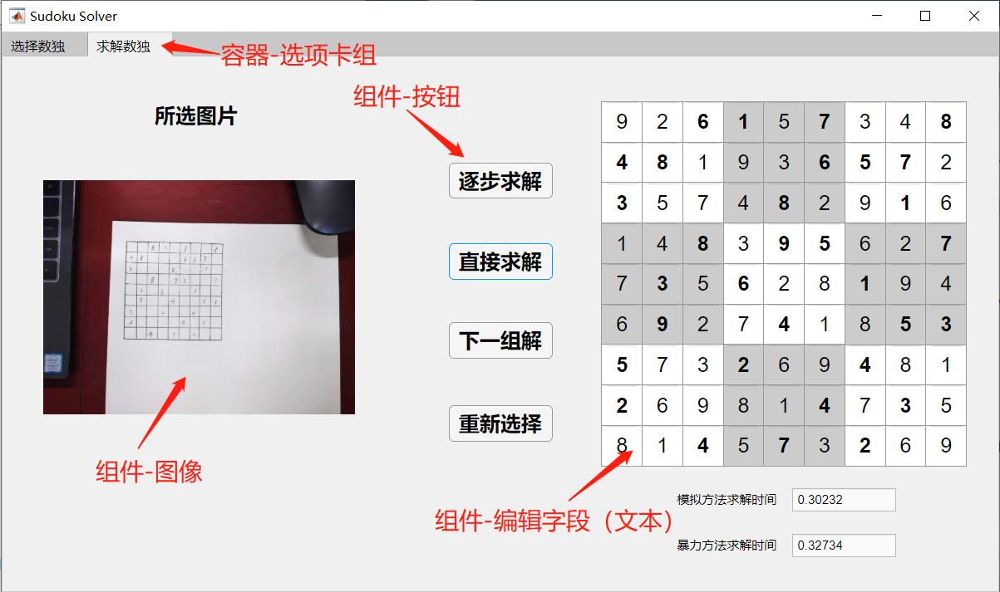 Sudoku Solver
选择数独 求解数独
容器-选项卡组
组件-按钮
所选图片
逐步求解
直接求解
下一组解
重新选择
9 2 6 1 5 7 3 4 8
4 8 1 9 3 6 5 7 2
3 5 7 4 8 2 9 1 6
1 4 8 3 9 5 6 2 7
7 3 5 6 2 8 1 9 4
6 9 2 7 4 1 8 5 3
5 7 3 2 6 9 4 8 1
2 6 9 8 1 4 7 3 5
8 1 4 5 7 3 2 6 9
组件-图像
组件-编辑字段（文本）
模拟方法求解时间 0.30232
暴力方法求解时间 0.32734